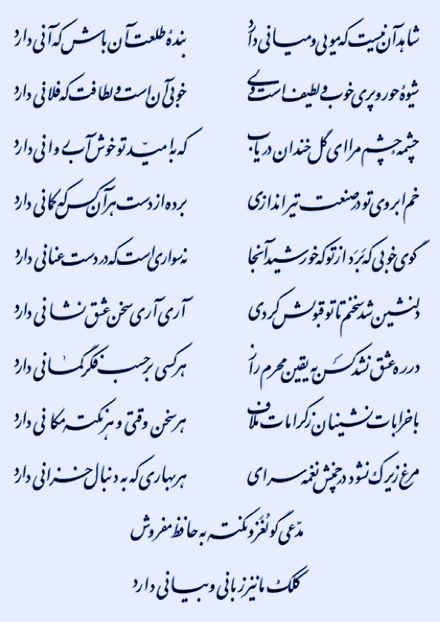 شاهد آن نیست که مویی و میانی دارد
بندهٔ طلعت آن باش که آنی دارد
شیوهٔ حور و پری خوب و لطیف است ولی
خوبی آن است و لطافت که فلانی دارد
چشمه چشم مرا ای گل خندان دریاب
که به امید تو خوش آب روانی دارد
خم ابروی تو در صنعت تیراندازی
برده از دست هر آن کس که کمانی دارد
گوی خوبی که برد از تو که خورشید آنجا
نه سواری است که در دست عنانی دارد
دلنشین شد سخنم تا تو قبولش کردی
آری آری سخن عشق نشانی دارد
در ره عشق نشد کس به یقین محرم راز
هر کسی بر حسب فکر گمانی دارد
با خرابات نشینان ز کرامات ملاف
هر سخن وقتی و هر نکته مکانی دارد
مرغ زیرک نشود در چمنش نغمه سرای
هر بهاری که به دنبال خزانی دارد
مدعی گو لغز و نکته به حافظ مفروش
کلک ما نیز زبانی و بیانی دارد